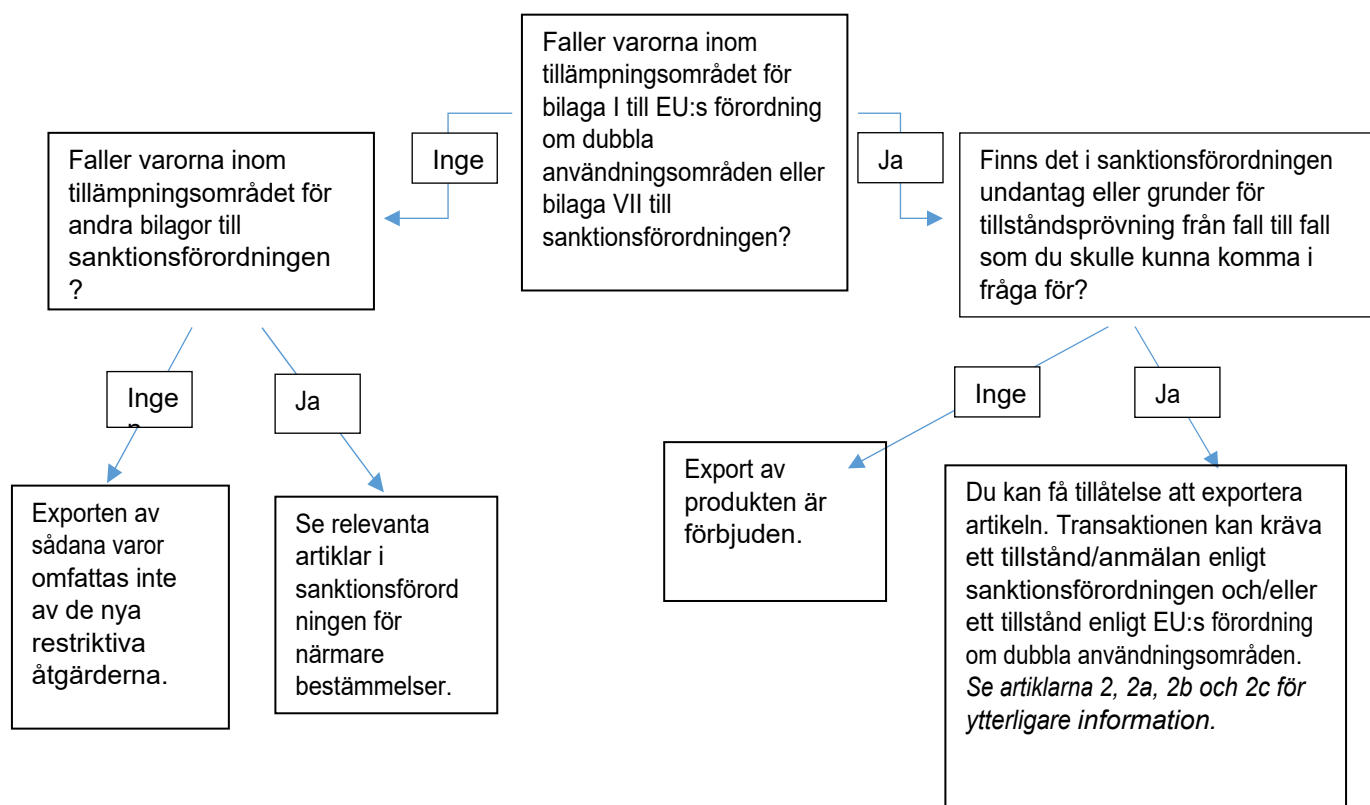 Faller varorna inom
tillämpningsområdet för
bilaga I till EU:s förordning
om dubbla
användningsområden eller
bilaga VII till
sanktionsförordningen?
Inge
Ja
Faller varorna inom
tillämpningsområdet för
andra bilagor till
sanktionsförordningen
?
Finns det i sanktionsförordningen
undantag eller grunder för
tillståndsprövning från fall till fall
som du skulle kunna komma i
fråga för?
Inge
n
Ja
Inge
Ja
Exporten av
sådana varor
omfattas inte
av de nya
restriktiva
åtgärderna.
Se relevanta
artiklar i
sanktionsförord
ningen för
närmare
bestämmelser.
Export av
produkten är
förbjuden.
Du kan få tillåtelse att exportera
artikeln. Transaktionen kan kräva
ett tillstånd/anmälan enligt
sanktionsförordningen och/eller
ett tillstånd enligt EU:s förordning
om dubbla användningsområden.
Se artiklarna 2, 2a, 2b och 2c för
ytterligare information.